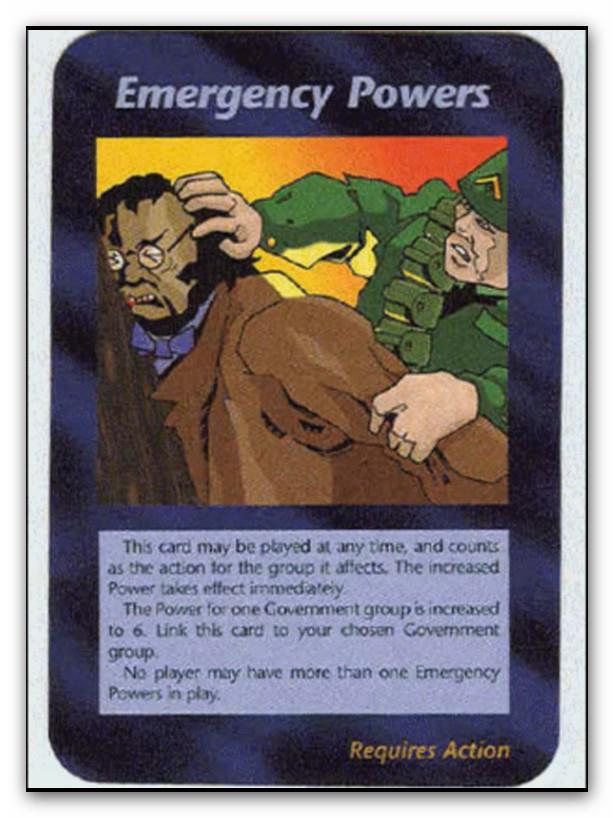 Emergency Powers
This card may be played at any time, and counts
as the action for the group it affects. The increased
Power takes effect immediately.
The Power for one Government group is increased
to 6. Link this card to your chosen Government
group.
No player may have more than one Emergency
Powers in play.
Requires Action